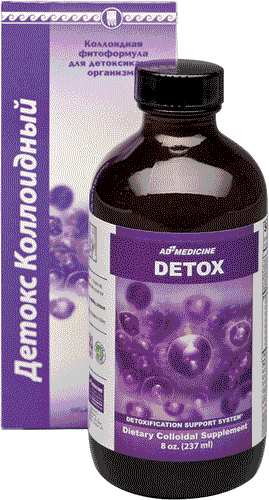 Коллоидная
фитоформула
для детоксикации
организма
Детокс Коллоидный
AD MEDICINE
DETOX
DETOXIFICATION SUPPORT SYSTEM
Dietary Colloidal Supplement
8 oz. (237 ml)